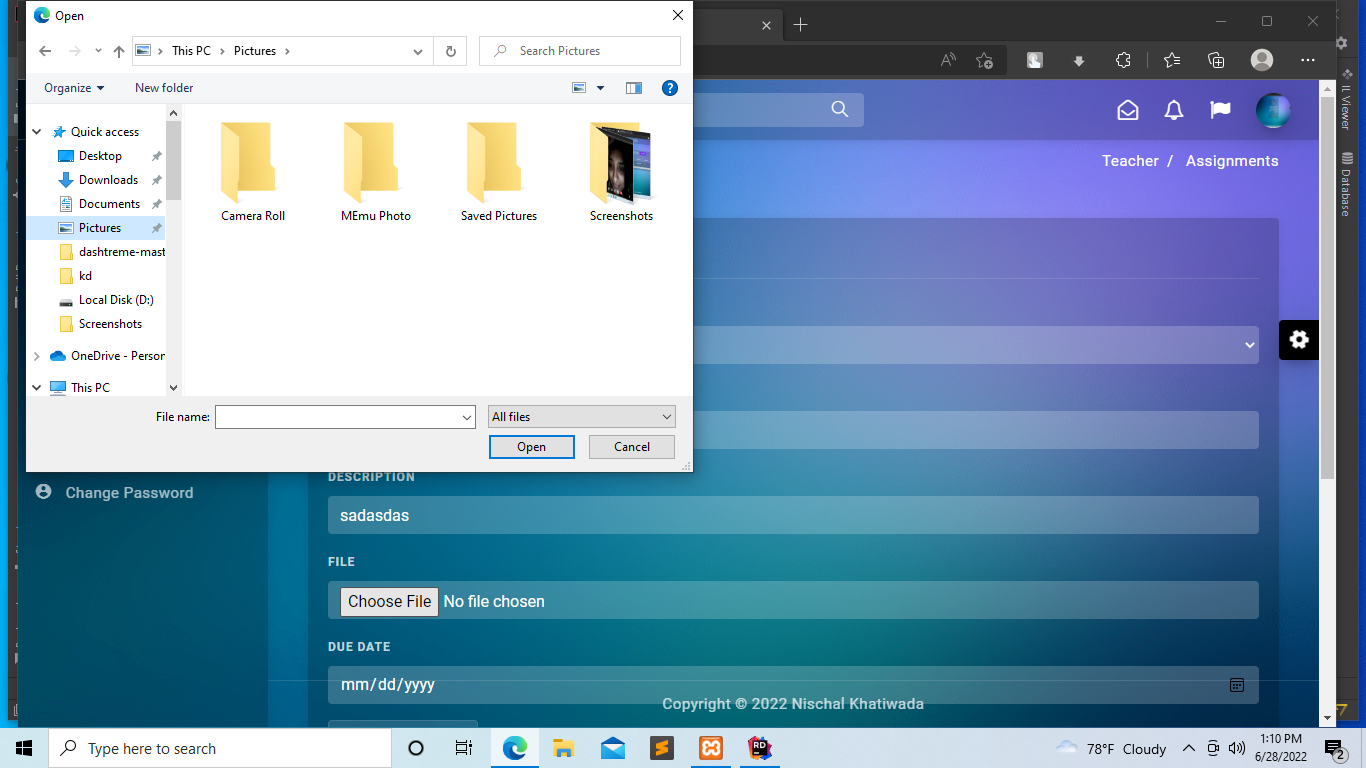 Open
This PC
Pictures
Search Pictures
Organize
New folder
Quick access
Desktop
Downloads
Documents
Pictures
dashtreme-mast
kd
Local Disk (D:)
Screenshots
OneDrive - Person
This PC
Camera Roll
MEmu Photo
Saved Pictures
Screenshots
File name:
All files
Open
Cancel
IL Viewer
Database
Teacher / Assignments
Change Password
DESCRIPTION
sadasdas
FILE
Choose File No file chosen
DUE DATE
mm/dd/yyyy
Copyright © 2022 Nischal Khatiwada
Type here to search
RD
78°F Cloudy
1:10 PM
6/28/2022
2